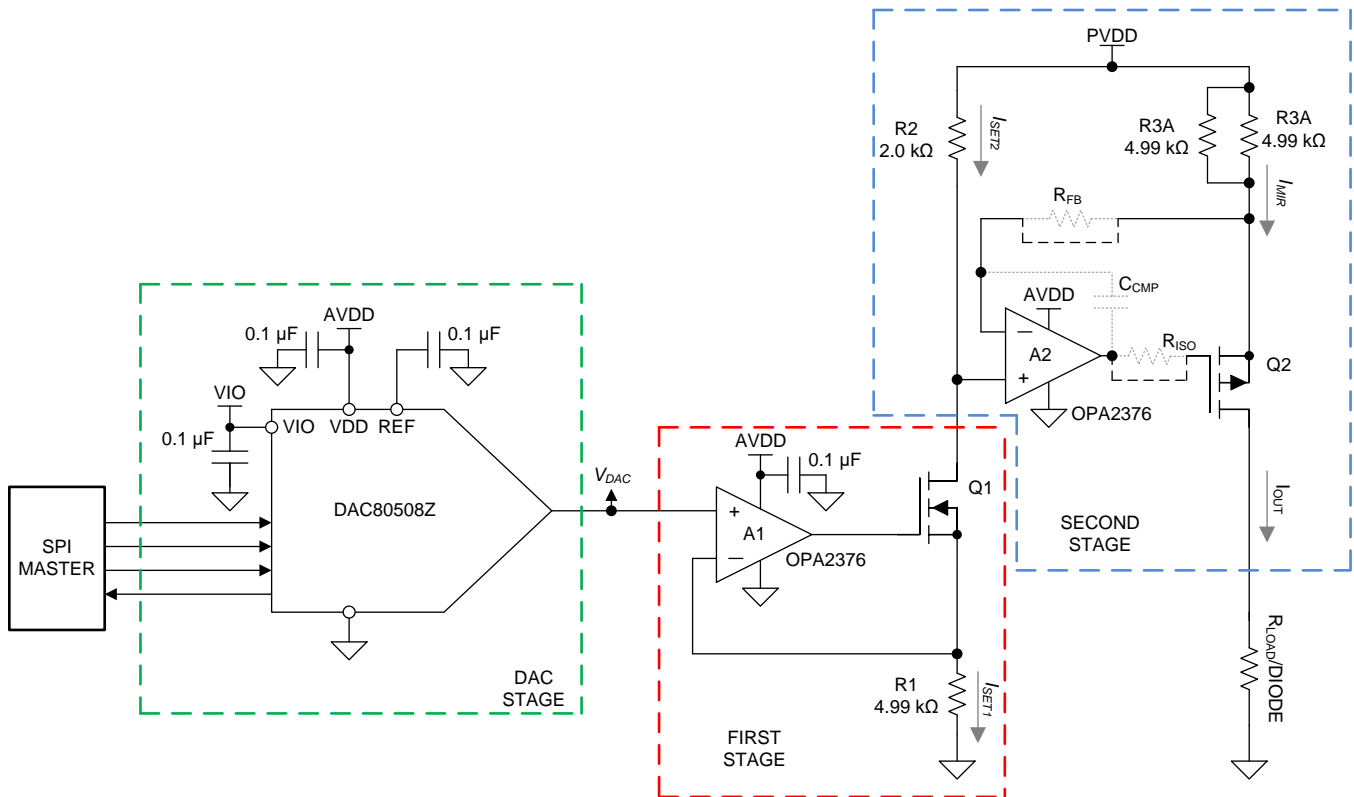 PVDD
R2
2.0 kΩ
ISET2
R3A
4.99 kΩ
R3A
4.99 kΩ
IMIR
RFB
CCMP
AVDD
A2
RISO
Q2
OPA2376
IOUT
SECOND
STAGE
RLOAD/DIODE
AVDD
0.1 µF
0.1 µF
VIO
0.1 µF
VIO
VDD
REF
DAC80508Z
SPI
MASTER
DAC
STAGE
VDAC
AVDD
0.1 µF
A1
OPA2376
Q1
R1
4.99 kΩ
ISET1
FIRST
STAGE